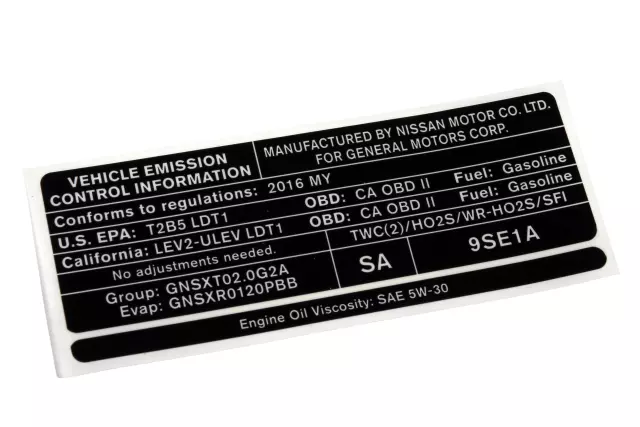 VEHICLE EMISSION
CONTROL INFORMATION
MANUFACTURED BY NISSAN MOTOR CO. LTD.
FOR GENERAL MOTORS CORP.
Conforms to regulations: 2016 MY
U.S. EPA: T2B5 LDT1 OBD: CA OBD II Fuel: Gasoline
California: LEV2-ULEV LDT1 OBD: CA OBD II Fuel: Gasoline
No adjustments needed. TWC(2)/HO2S/WR-HO2S/SFI
Group: GNSXT02.0G2A
Evap: GNSXR0120PBB
SA
9SE1A
Engine Oil Viscosity: SAE 5W-30